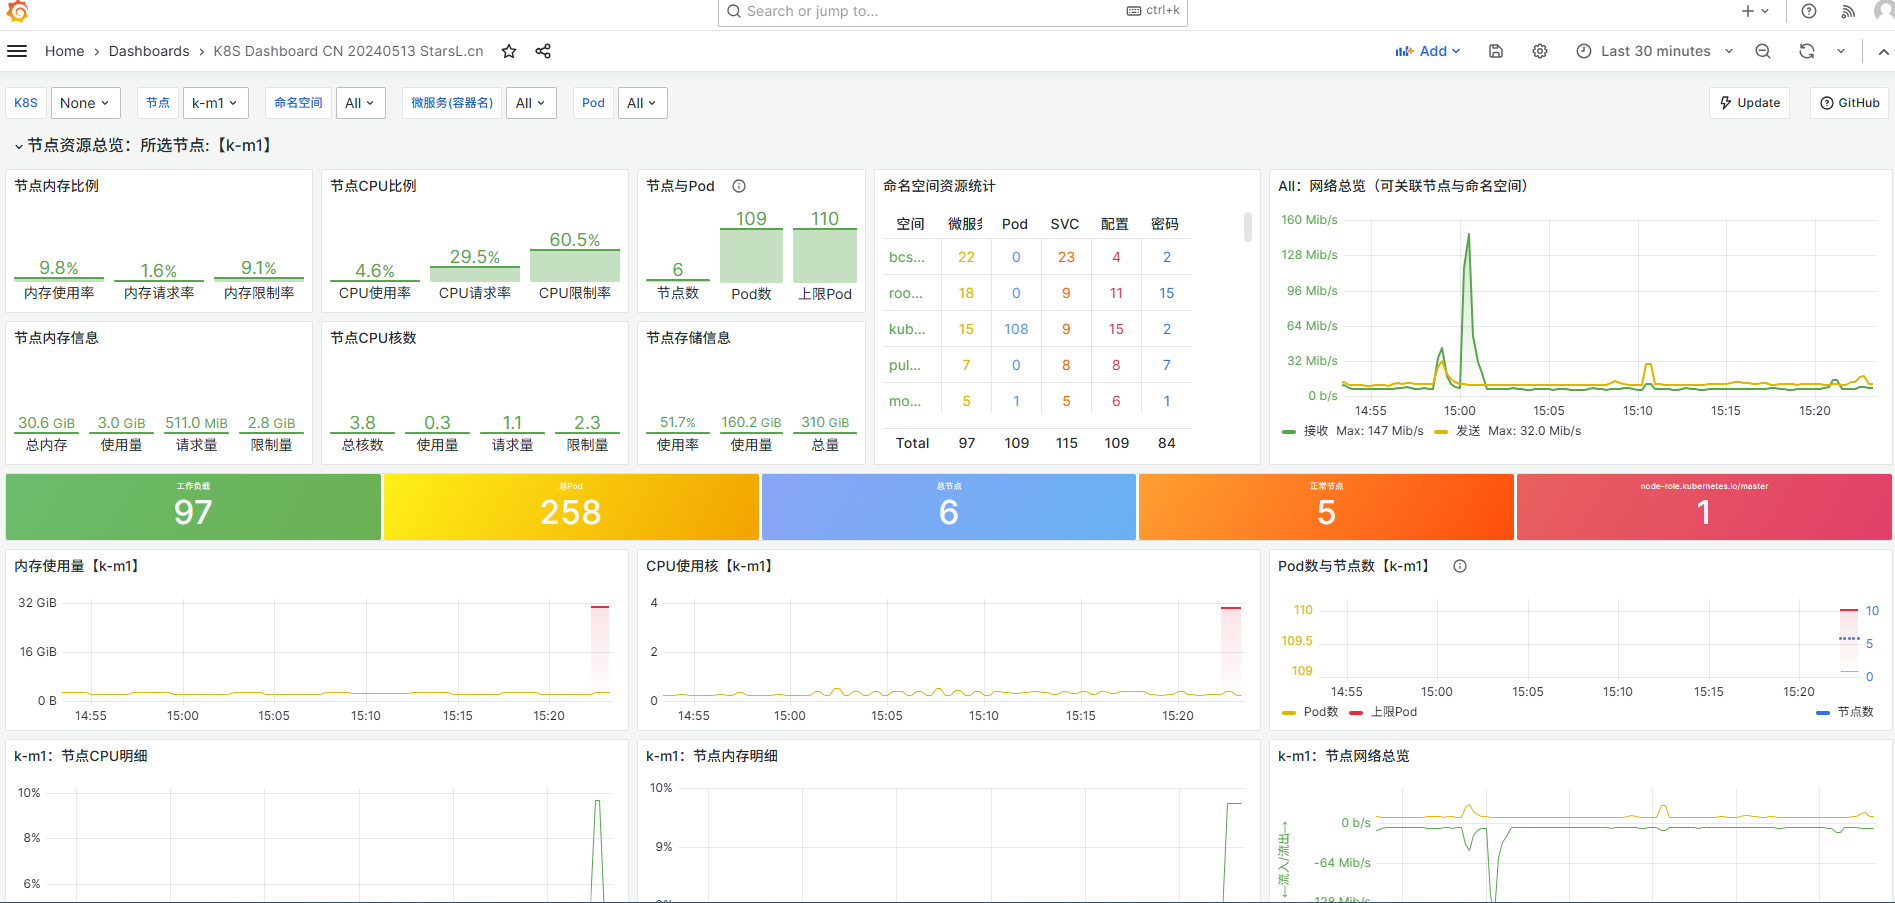 Search or jump to...
ctrl+k
Home › Dashboards › K8S Dashboard CN 20240513 StarsL.cn
Add
Last 30 minutes
K8S None 节点 k-m1 命名空间 All 微服务(容器名) All Pod All
Update
GitHub
节点资源总览：所选节点:【k-m1】
节点内存比例
9.8% 1.6% 9.1%
内存使用率 内存请求率 内存限制率
节点CPU比例
4.6% 29.5% 60.5%
CPU使用率 CPU请求率 CPU限制率
节点与Pod
6 109 110
节点数 Pod数 上限Pod
节点内存信息
30.6 GiB 3.0 GiB 511.0 MiB 2.8 GiB
总内存 使用量 请求量 限制量
节点CPU核数
3.8 0.3 1.1 2.3
总核数 使用量 请求量 限制量
节点存储信息
51.7% 160.2 GiB 310 GiB
使用率 使用量 总量
命名空间资源统计
空间 微服务 Pod SVC 配置 密码
bcs... 22 0 23 4 2
roo... 18 0 9 11 15
kub... 15 108 9 15 2
pul... 7 0 8 8 7
mo... 5 1 5 6 1
Total 97 109 115 109 84
All：网络总览（可关联节点与命名空间）
160 Mib/s
128 Mib/s
96 Mib/s
64 Mib/s
32 Mib/s
0 b/s
14:55 15:00 15:05 15:10 15:15 15:20
接收 Max: 147 Mib/s 发送 Max: 32.0 Mib/s
工作负载
97
总Pod
258
总节点
6
正常节点
5
node-role.kubernetes.io/master
1
内存使用量【k-m1】
32 GiB
16 GiB
0 B
14:55 15:00 15:05 15:10 15:15 15:20
CPU使用核【k-m1】
4
2
0
14:55 15:00 15:05 15:10 15:15 15:20
Pod数与节点数【k-m1】
110 10
109.5 5
109 0
14:55 15:00 15:05 15:10 15:15 15:20
Pod数 上限Pod 节点数
k-m1：节点CPU明细
10%
8%
6%
k-m1：节点内存明细
10%
9%
k-m1：节点网络总览
0 b/s
-64 Mib/s
-128 Mib/s
←流入/流出→